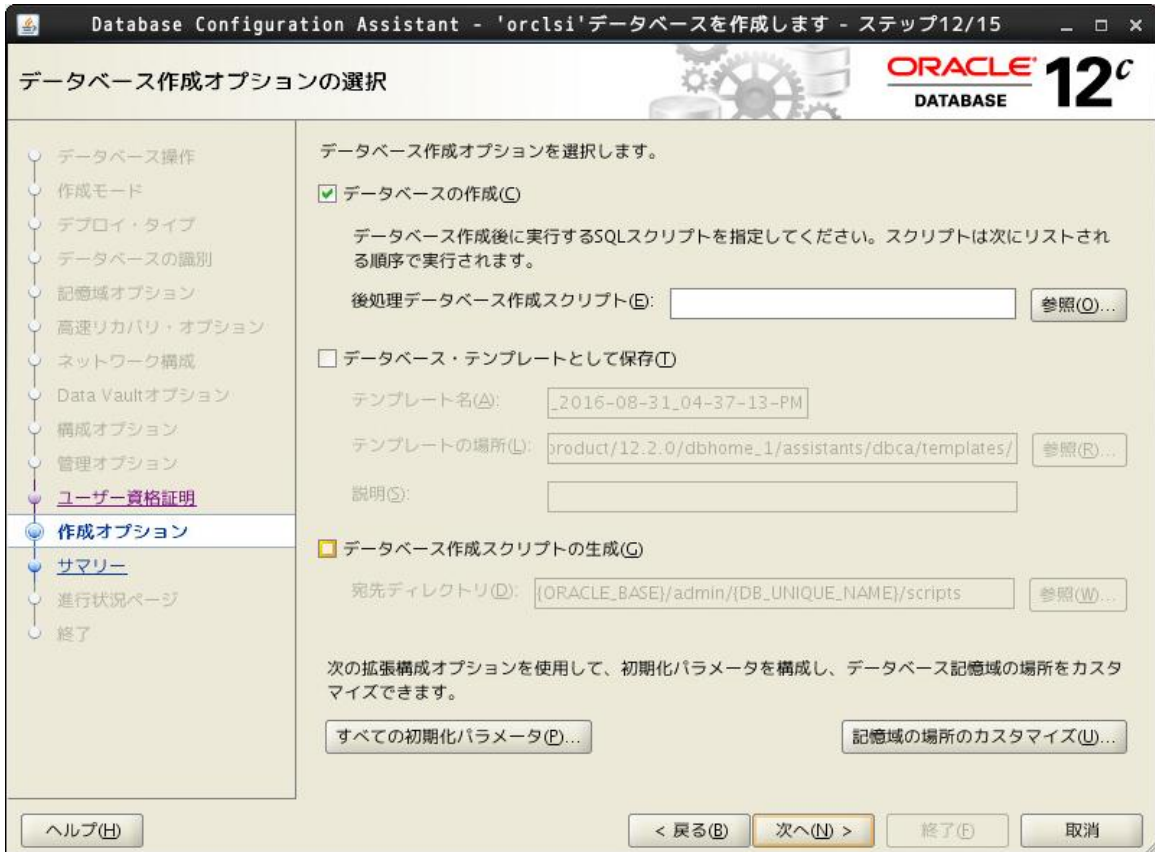 Database Configuration Assistant - 'orclsi'データベースを作成します - ステップ12/15
データベース作成オプションの選択
ORACLE
DATABASE
12c
データベース操作
作成モード
デプロイ・タイプ
データベースの識別
記憶域オプション
高速リカバリ・オプション
ネットワーク構成
Data Vaultオプション
構成オプション
管理オプション
ユーザー資格証明
作成オプション
サマリー
進行状況ページ
終了
データベース作成オプションを選択します。
データベースの作成(C)
データベース作成後に実行するSQLスクリプトを指定してください。スクリプトは次にリストされ
る順序で実行されます。
後処理データベース作成スクリプト(E):
参照(O)...
データベース・テンプレートとして保存(T)
テンプレート名(A): _2016-08-31_04-37-13-PM
テンプレートの場所(L): product/12.2.0/dbhome_1/assistants/dbca/templates/ 参照(R)...
説明(S):
データベース作成スクリプトの生成(G)
宛先ディレクトリ(D): {ORACLE_BASE}/admin/{DB_UNIQUE_NAME}/scripts 参照(W)...
次の拡張構成オプションを使用して、初期化パラメータを構成し、データベース記憶域の場所をカスタ
マイズできます。
すべての初期化パラメータ(P)... 記憶域の場所のカスタマイズ(U)...
ヘルプ(H) < 戻る(B) 次へ(N) > 終了(F) 取消